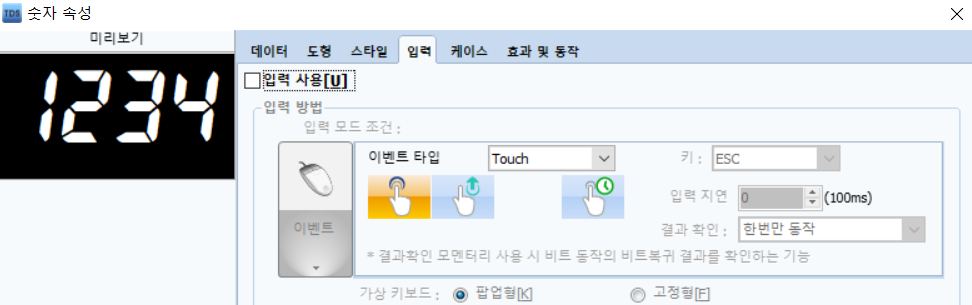 TDS 숫자 속성
미리보기
1234
데이터 도형 스타일 입력 케이스 효과 및 동작
입력 사용[U]
입력 방법
입력 모드 조건 :
이벤트
이벤트 타입 Touch
키 : ESC
입력 지연 0 (100ms)
결과 확인 : 한번만 동작
* 결과확인 모멘터리 사용 시 비트 동작의 비트복귀 결과를 확인하는 기능
가상 키보드 : 팝업형[K] 고정형[F]